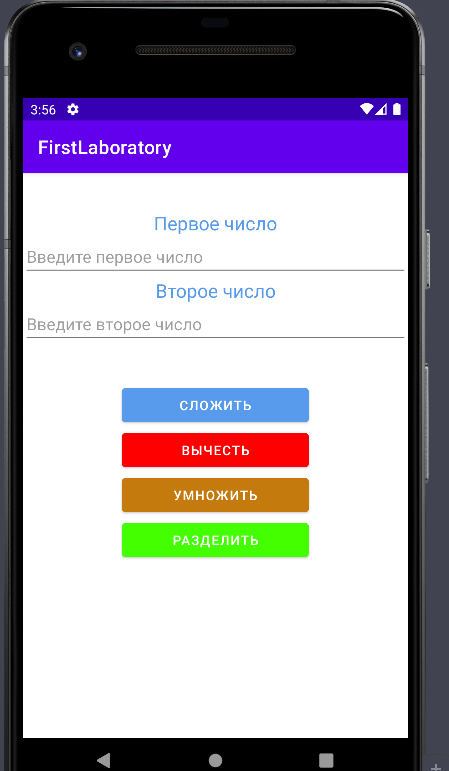 3:56
FirstLaboratory
Первое число
Введите первое число
Второе число
Введите второе число
СЛОЖИТЬ
ВЫЧЕСТЬ
УМНОЖИТЬ
РАЗДЕЛИТЬ